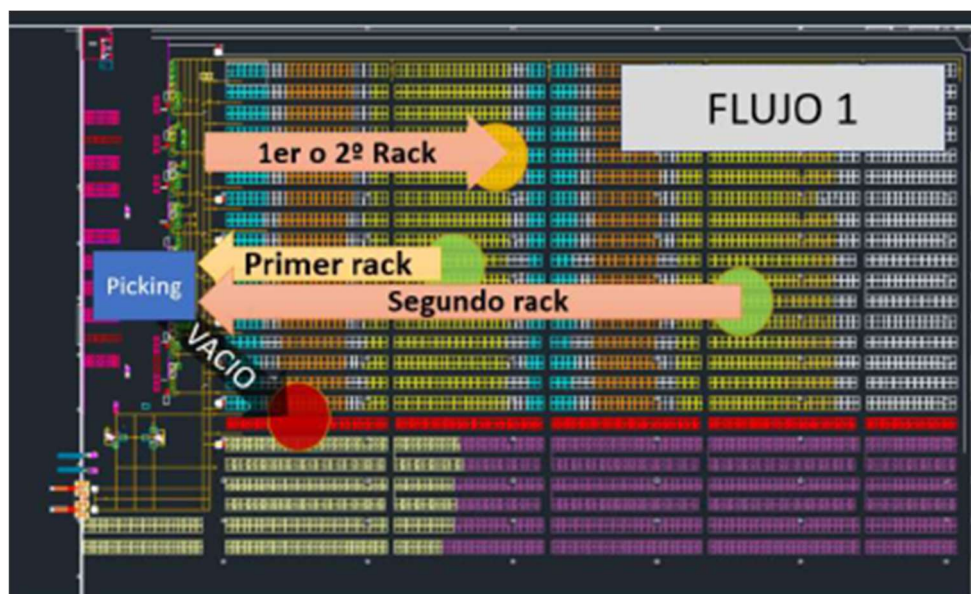 FLUJO 1
1er o 2º Rack
Primer rack
Picking
Segundo rack
VACIO